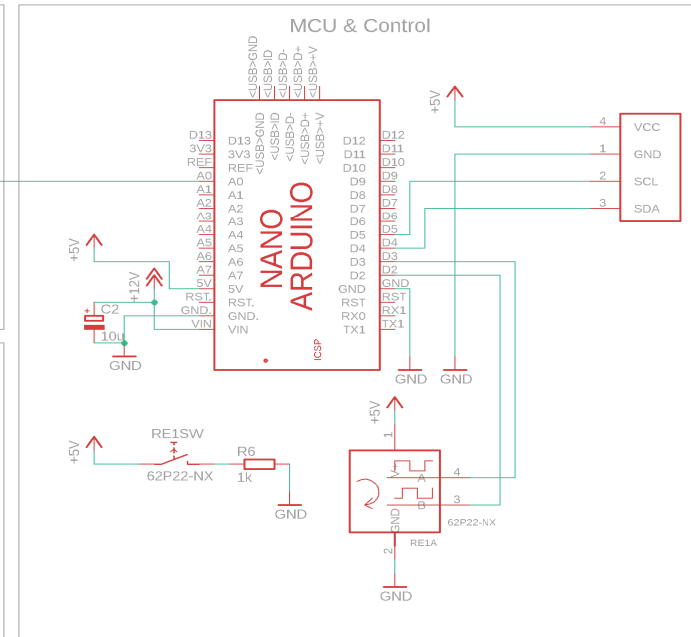 MCU & Control
<USB>GND
<USB>ID
<USB>D-
<USB>D+
<USB>+V
<USB>GND
<USB>ID
<USB>D-
<USB>D+
<USB>+V
D13
3V3
REF
A0
A1
A2
A3
A4
A5
A6
A7
5V
RST.
GND.
VIN
D13
3V3
REF
A0
A1
A2
A3
A4
A5
A6
A7
5V
RST.
GND.
VIN
NANO
ARDUINO
ICSP
D12
D11
D10
D9
D8
D7
D6
D5
D4
D3
D2
GND
RST
RX0
TX1
D12
D11
D10
D9
D8
D7
D6
D5
D4
D3
D2
GND
RST
RX1
TX1
+5V
4
VCC
1
GND
2
SCL
3
SDA
+5V
+12V
+
C2
10u
GND
GND
GND
+5V
RE1SW
62P22-NX
R6
1k
GND
+5V
1
V+
A
4
B
3
GND
62P22-NX
RE1A
2
GND